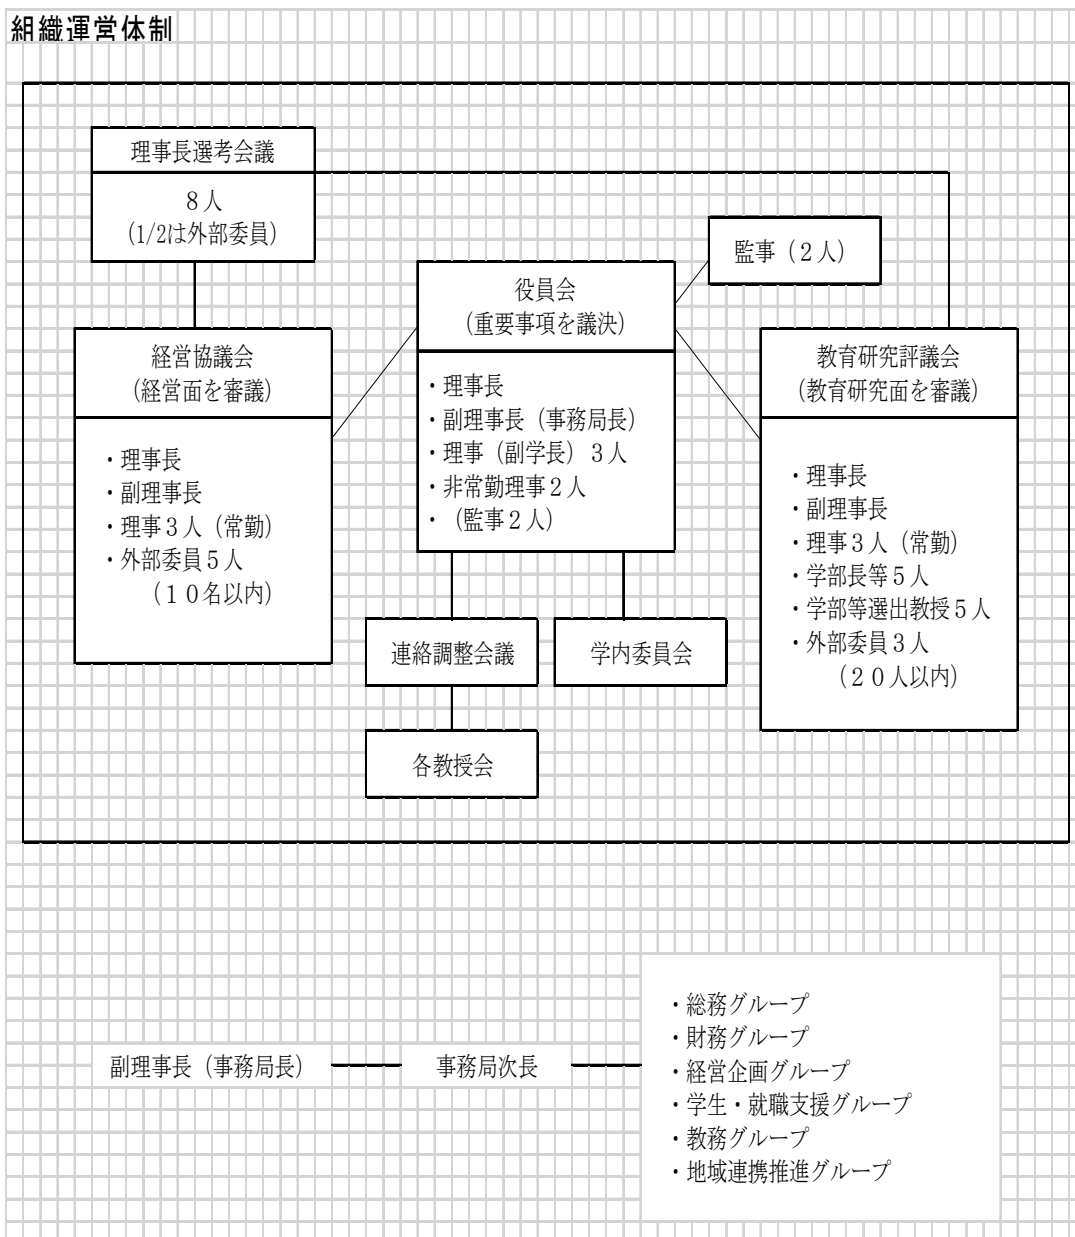 組織運営体制
理事長選考会議
８人
(1/2は外部委員)
監事（２人）
役員会
(重要事項を議決)
・理事長
・副理事長（事務局長）
・理事（副学長）３人
・非常勤理事２人
・（監事２人）
経営協議会
(経営面を審議)
・理事長
・副理事長
・理事３人（常勤）
・外部委員５人
（１０名以内）
教育研究評議会
(教育研究面を審議)
・理事長
・副理事長
・理事３人（常勤）
・学部長等５人
・学部等選出教授５人
・外部委員３人
（２０人以内）
連絡調整会議
学内委員会
各教授会
副理事長（事務局長）
事務局次長
・総務グループ
・財務グループ
・経営企画グループ
・学生・就職支援グループ
・教務グループ
・地域連携推進グループ